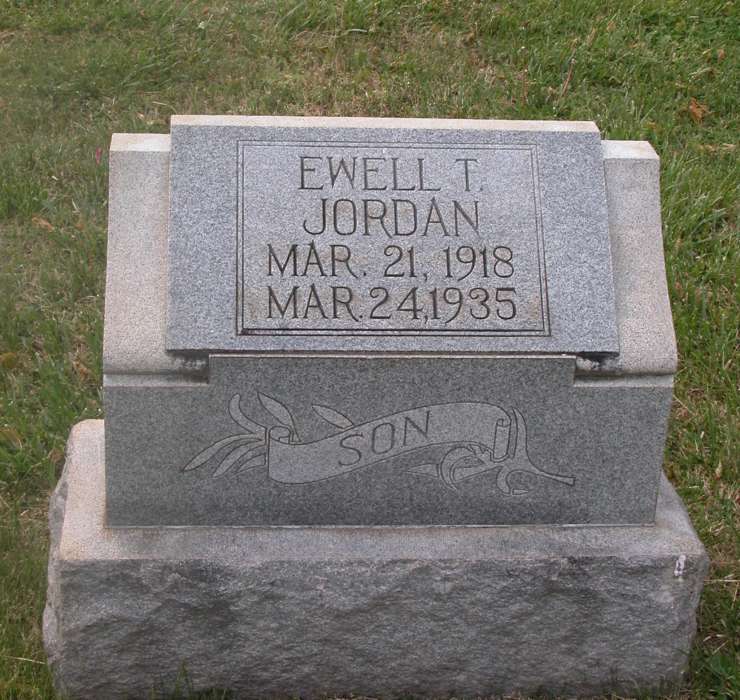 EWELL T.
JORDAN
MAR. 21, 1918
MAR. 24, 1935
SON